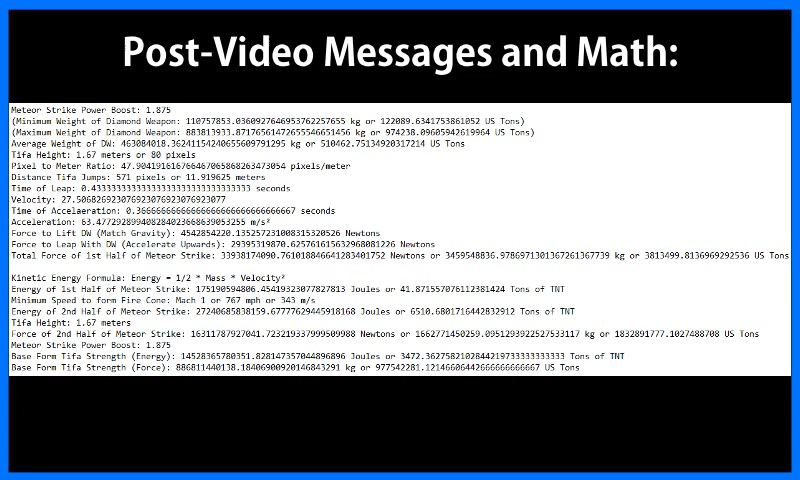 Post-Video Messages and Math:
Meteor Strike Power Boost: 1.875
(Minimum Weight of Diamond Weapon: 110757853.0360927646953762257655 kg or 122089.6341753861052 US Tons)
(Maximum Weight of Diamond Weapon: 883813933.8717656147265554665​1456 kg or 974238.09605942619964 US Tons)
Average Weight of DW: 463084018.3624115424065609791295 kg or 510462.75134920317214 US Tons
Tifa Height: 1.67 meters or 80 pixels
Pixel to Meter Ratio: 47.904191616766467065868263473054 pixels/meter
Distance Tifa Jumps: 571 pixels or 11.919625 meters
Time of Leap: 0.43333333333333333333333333333333 seconds
Velocity: 27.506826923076923076923076923077
Time of Accelaeration: 0.36666666666666666666666666666667 seconds
Acceleration: 63.477292899408284023668639053255 m/s²
Force to Lift DW (Match Gravity): 4542854220.13525723100831532​0526 Newtons
Force to Leap With DW (Accelerate Upwards): 29395319870.625761615632968081226 Newtons
Total Force of 1st Half of Meteor Strike: 33938174090.761018846641283401752 Newtons or 3459548836.9786971301367261367739 kg or 3813499.8136969292536 US Tons
Kinetic Energy Formula: Energy = 1/2 * Mass * Velocity²
Energy of 1st Half of Meteor Strike: 175190594806.45419323077827813 Joules or 41.871557076112381424 Tons of TNT
Minimum Speed to form Fire Cone: Mach 1 or 767 mph or 343 m/s
Energy of 2nd Half of Meteor Strike: 27240685838159.67777629445918168 Joules or 6510.6801716442832912 Tons of TNT
Tifa Height: 1.67 meters
Force of 2nd Half of Meteor Strike: 16311787927041.723219337999509988 Newtons or 1662771450259.0951293922527533117 kg or 1832891777.1027488708 US Tons
Meteor Strike Power Boost: 1.875
Base Form Tifa Strength (Energy): 14528365780351.828147357044896896 Joules or 3472.3627582102844219733333333333 Tons of TNT
Base Form Tifa Strength (Force): 886811440138.18406900920146843291 kg or 977542281.12146606442666666666667 US Tons